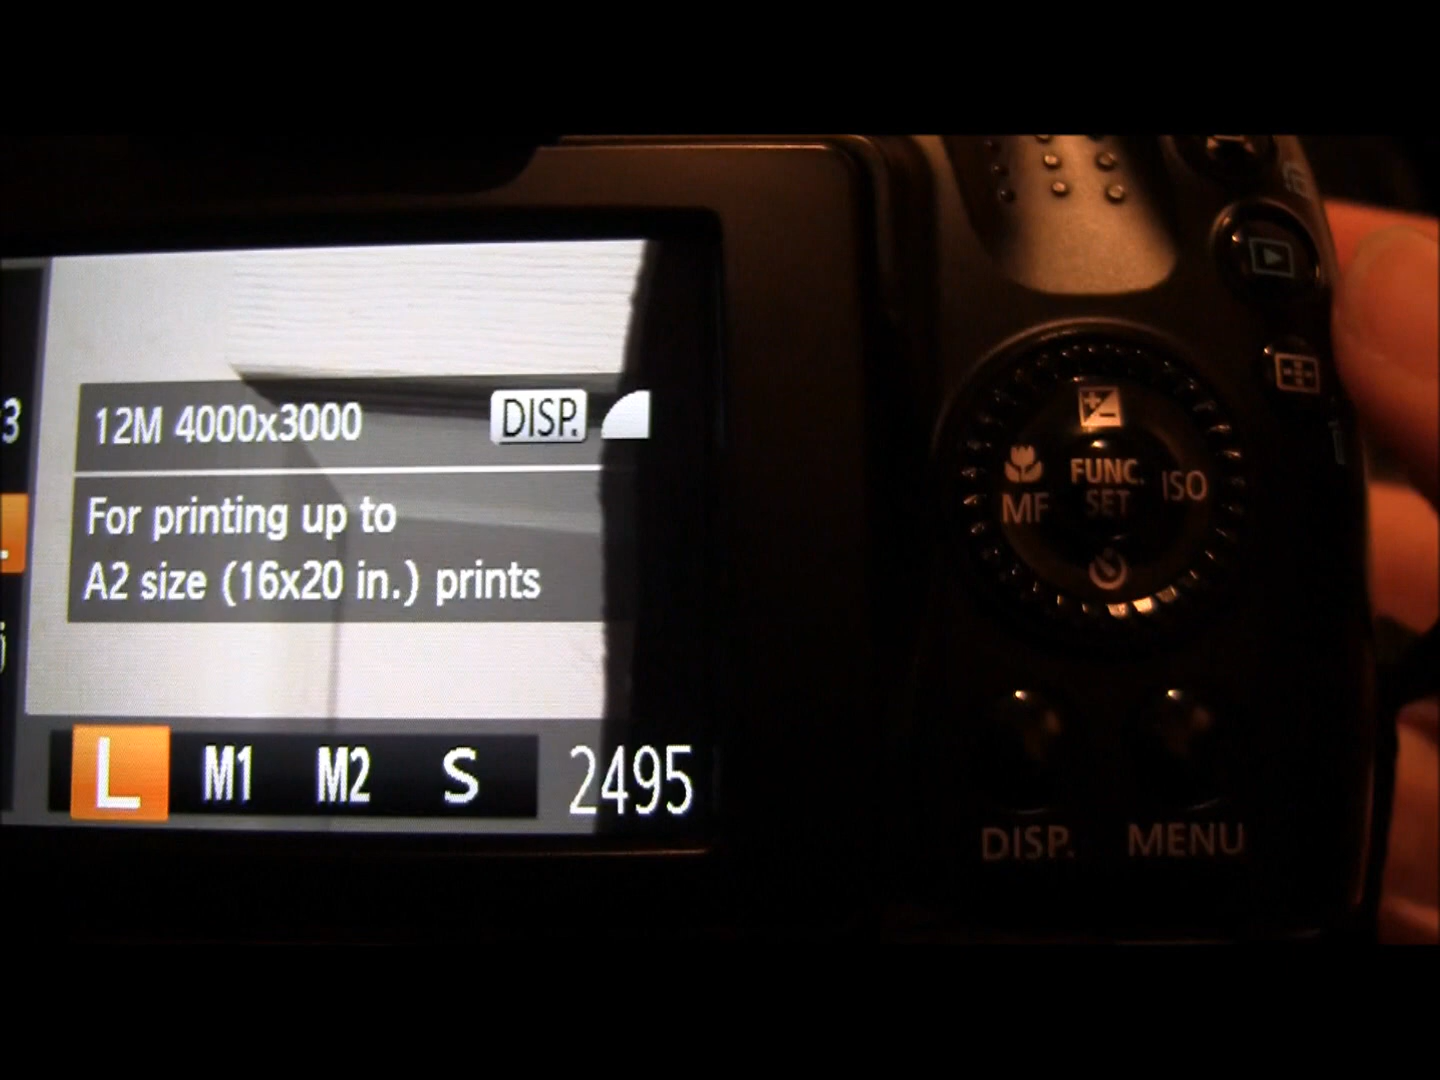 12M 4000x3000 DISP.
For printing up to
A2 size (16x20 in.) prints
L M1 M2 S 2495
MF FUNC. SET ISO
DISP. MENU